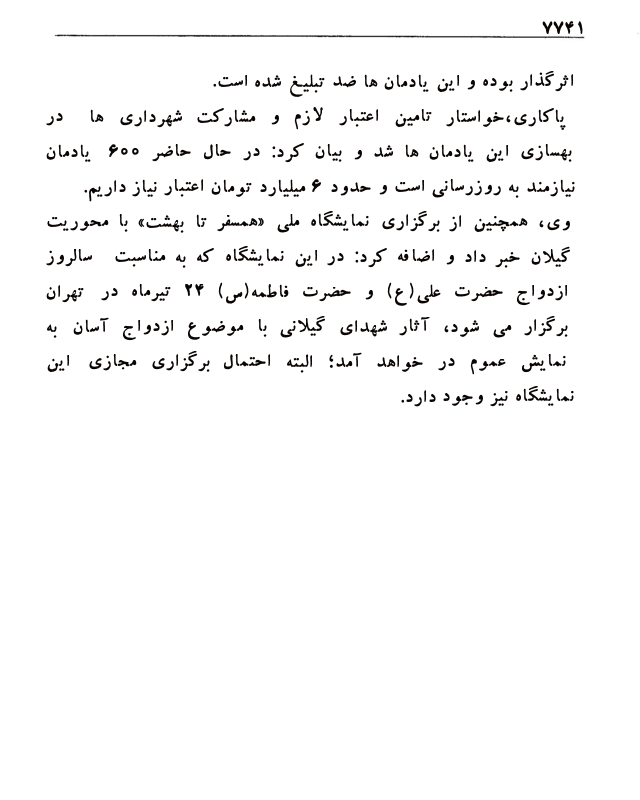 ۷۷۴۱
اثرگذار بوده و این یادمان ها ضد تبلیغ شده است.
پاکاری،خواستار تامین اعتبار لازم و مشارکت شهرداری ها در
بهسازی این یادمان ها شد و بیان کرد: در حال حاضر ۶۰۰ یادمان
نیازمند به روزرسانی است و حدود ۶ میلیارد تومان اعتبار نیاز داریم.
وی، همچنین از برگزاری نمایشگاه ملی «همسفر تا بهشت» با محوریت
گیلان خبر داد و اضافه کرد: در این نمایشگاه که به مناسبت سالروز
ازدواج حضرت علی(ع) و حضرت فاطمه(س) ۲۴ تیرماه در تهران
برگزار می شود، آثار شهدای گیلانی با موضوع ازدواج آسان به
نمایش عموم در خواهد آمد؛ البته احتمال برگزاری مجازی این
نمایشگاه نیز وجود دارد.